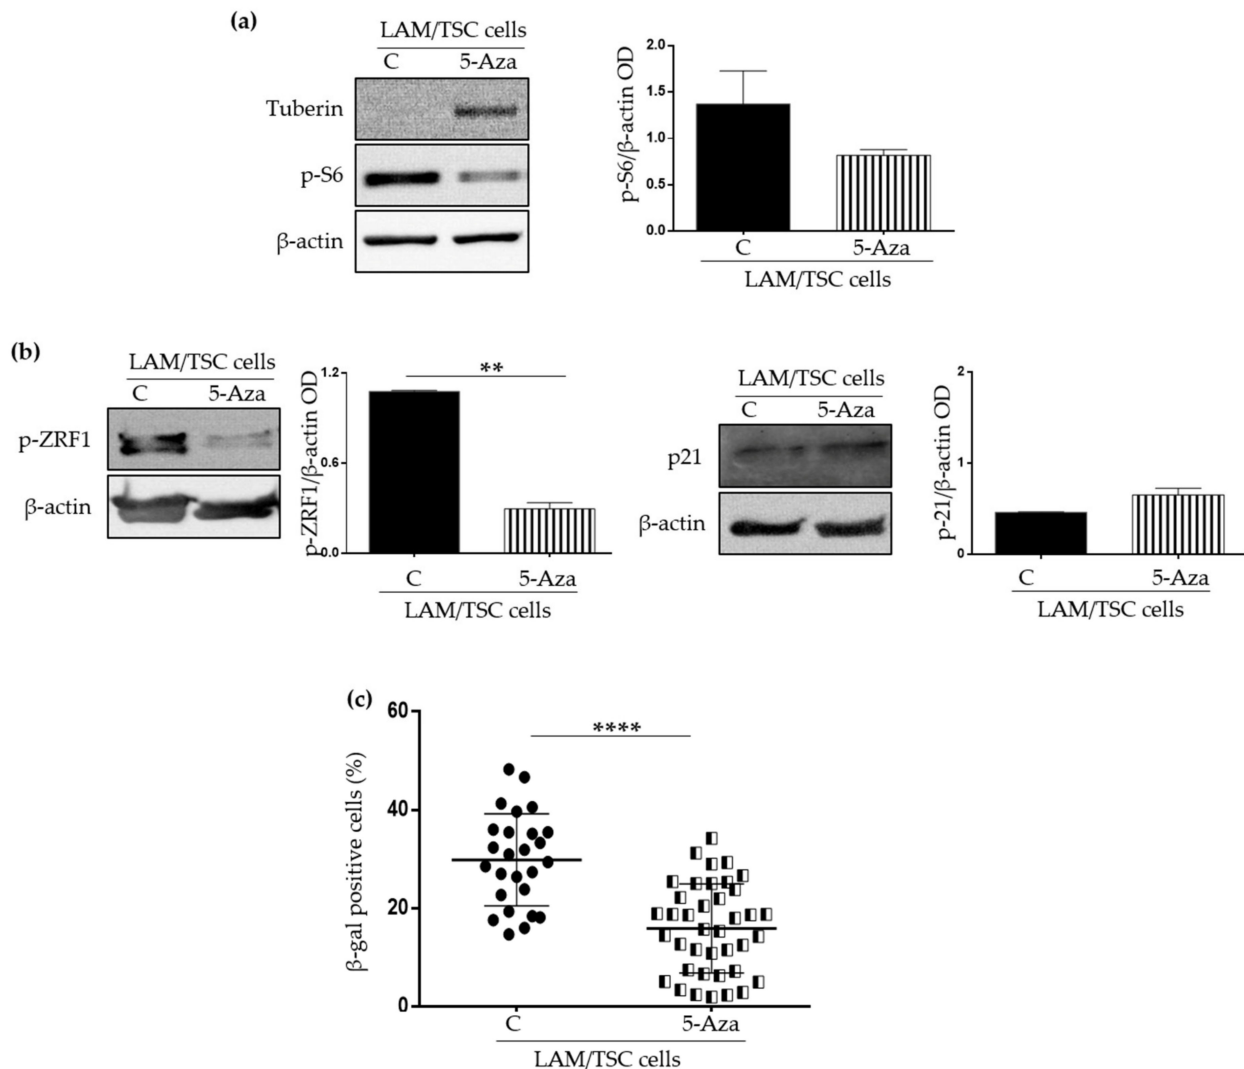 (a)
LAM/TSC cells
C 5-Aza
Tuberin
p-S6
β-actin
p-S6/β-actin OD
2.0
1.5
1.0
0.5
0.0
C 5-Aza
LAM/TSC cells
(b)
LAM/TSC cells
C 5-Aza
p-ZRF1
β-actin
p-ZRF1/β-actin OD
1.2
0.6
0.0
**
C 5-Aza
LAM/TSC cells
LAM/TSC cells
C 5-Aza
p21
β-actin
p-21/β-actin OD
2
1
0
C 5-Aza
LAM/TSC cells
(c)
β-gal positive cells (%)
60
40
20
0
****
C 5-Aza
LAM/TSC cells